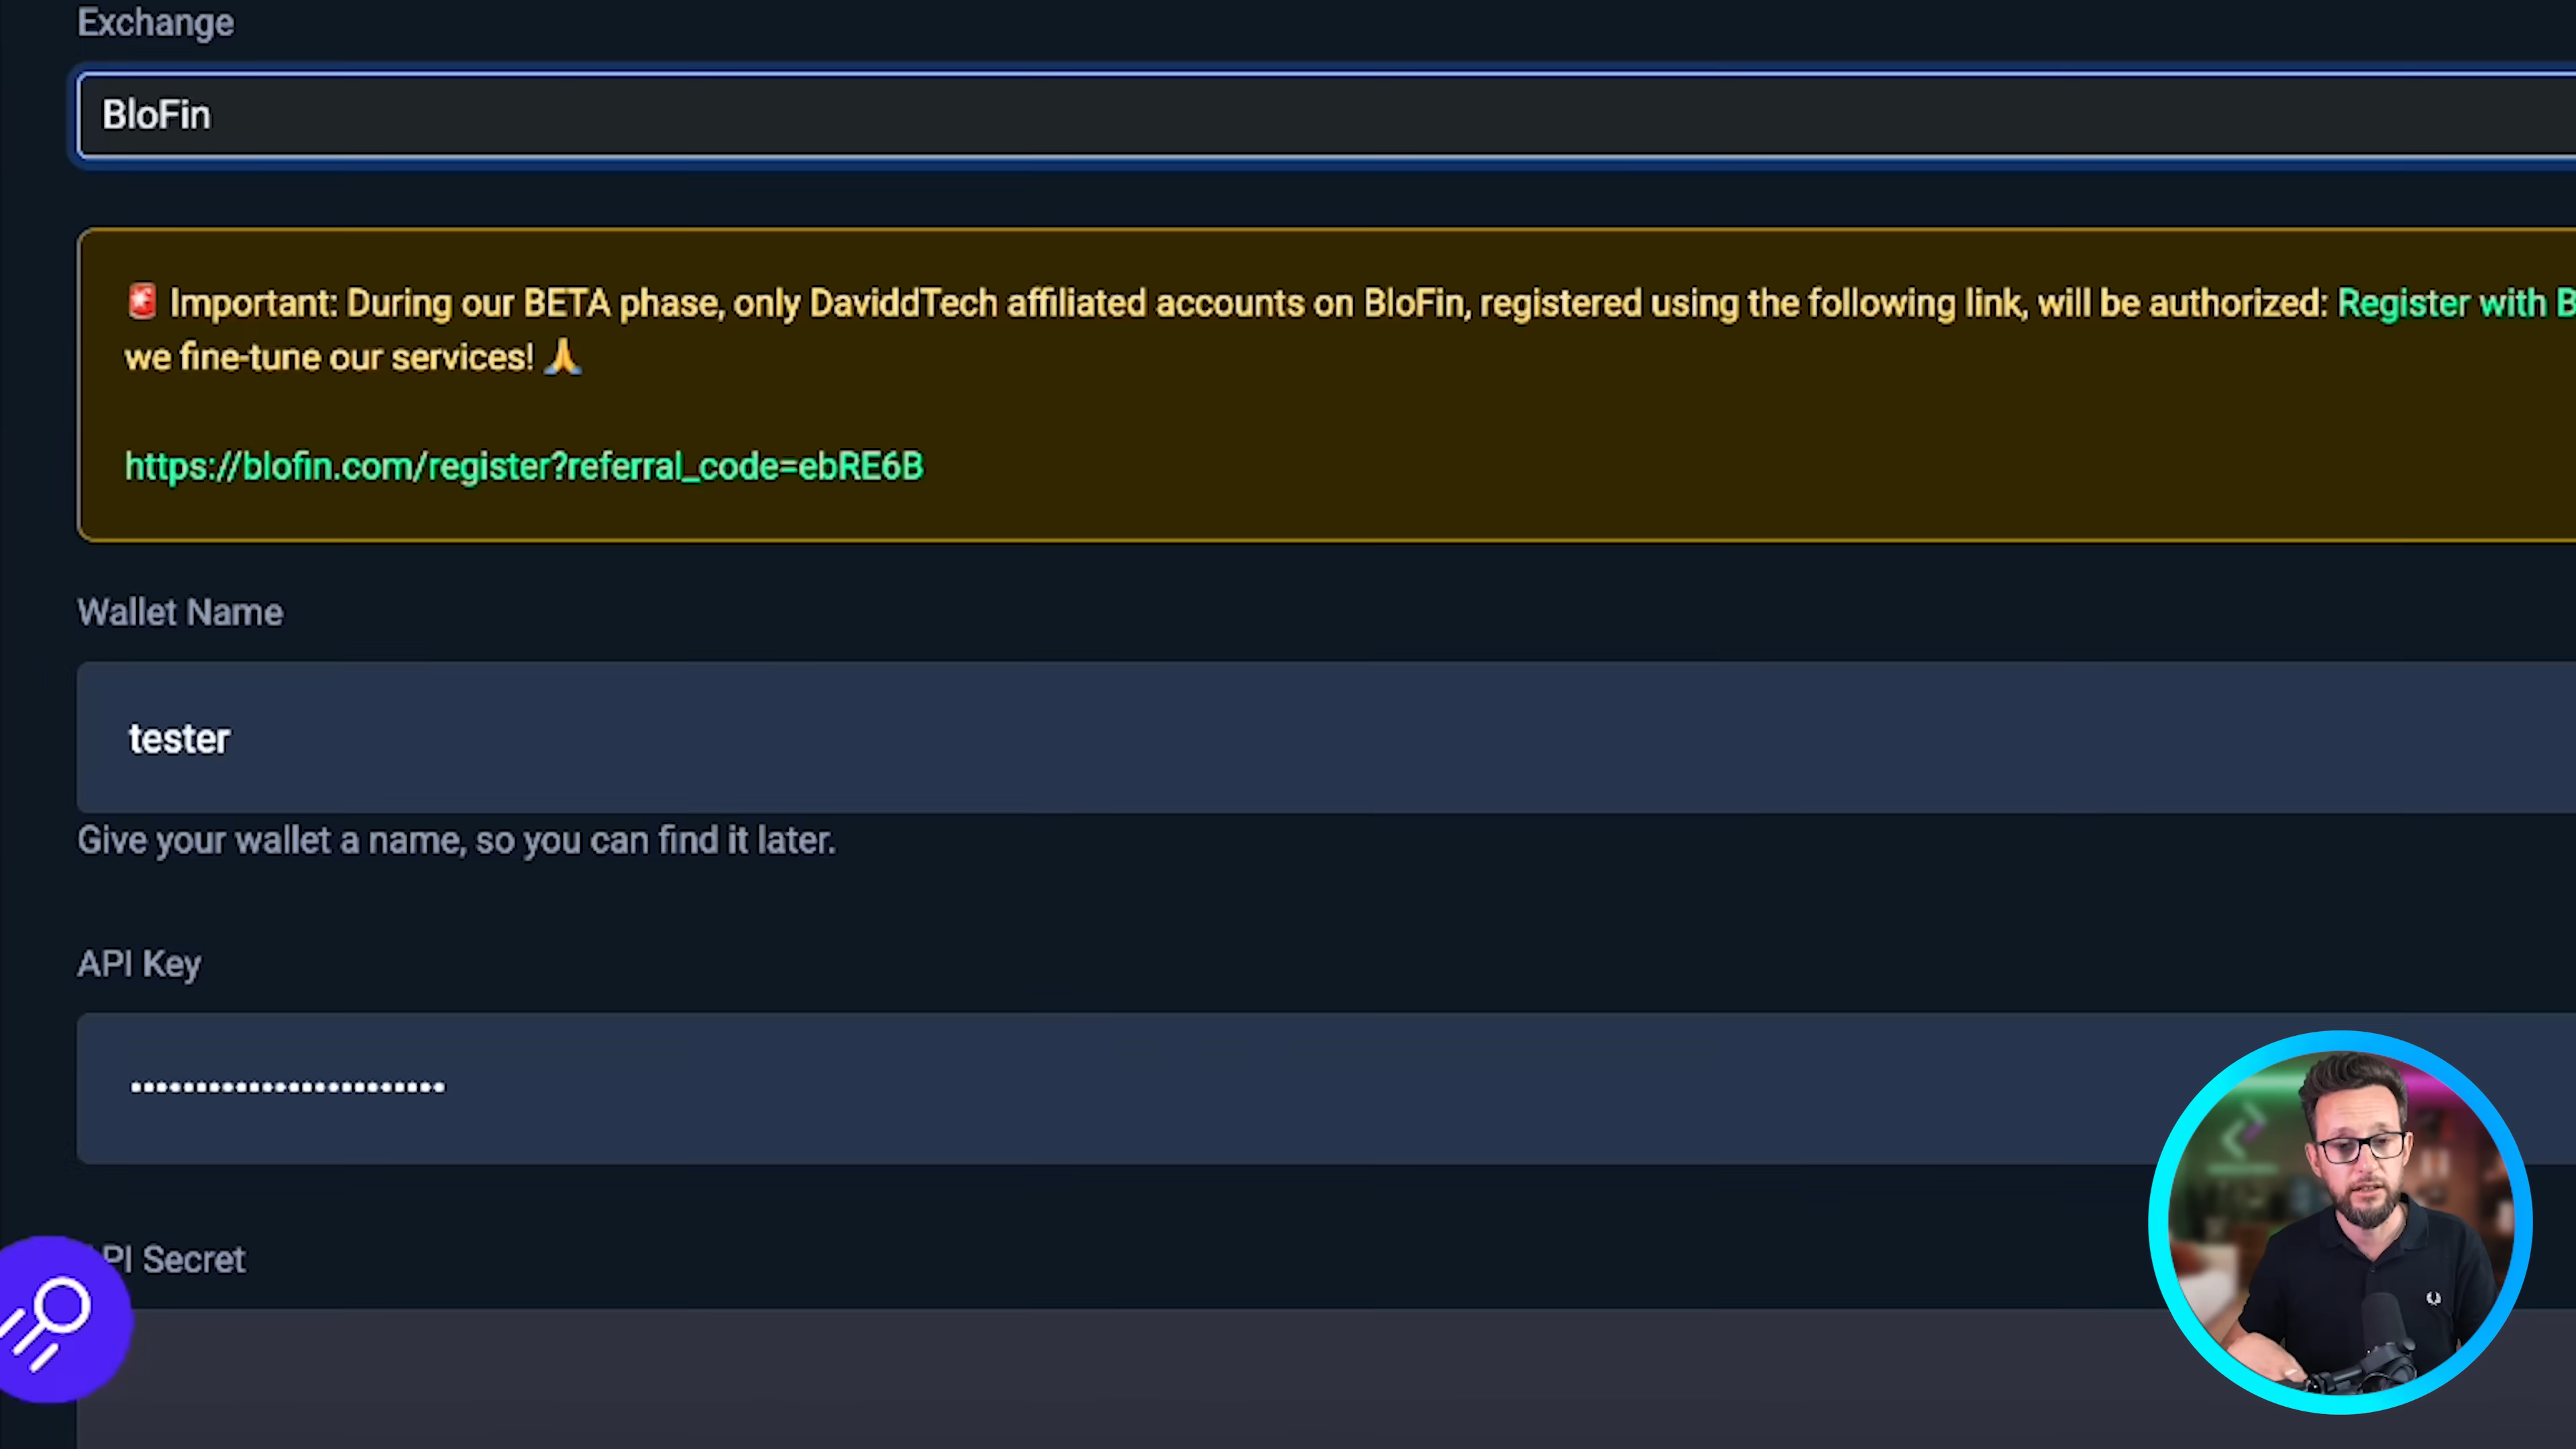 Exchange
BloFin
Important: During our BETA phase, only DaviddTech affiliated accounts on BloFin, registered using the following link, will be authorized: Register with
we fine-tune our services!
https://blofin.com/register?referral_code=ebRE6B
Wallet Name
tester
Give your wallet a name, so you can find it later.
API Key
API Secret